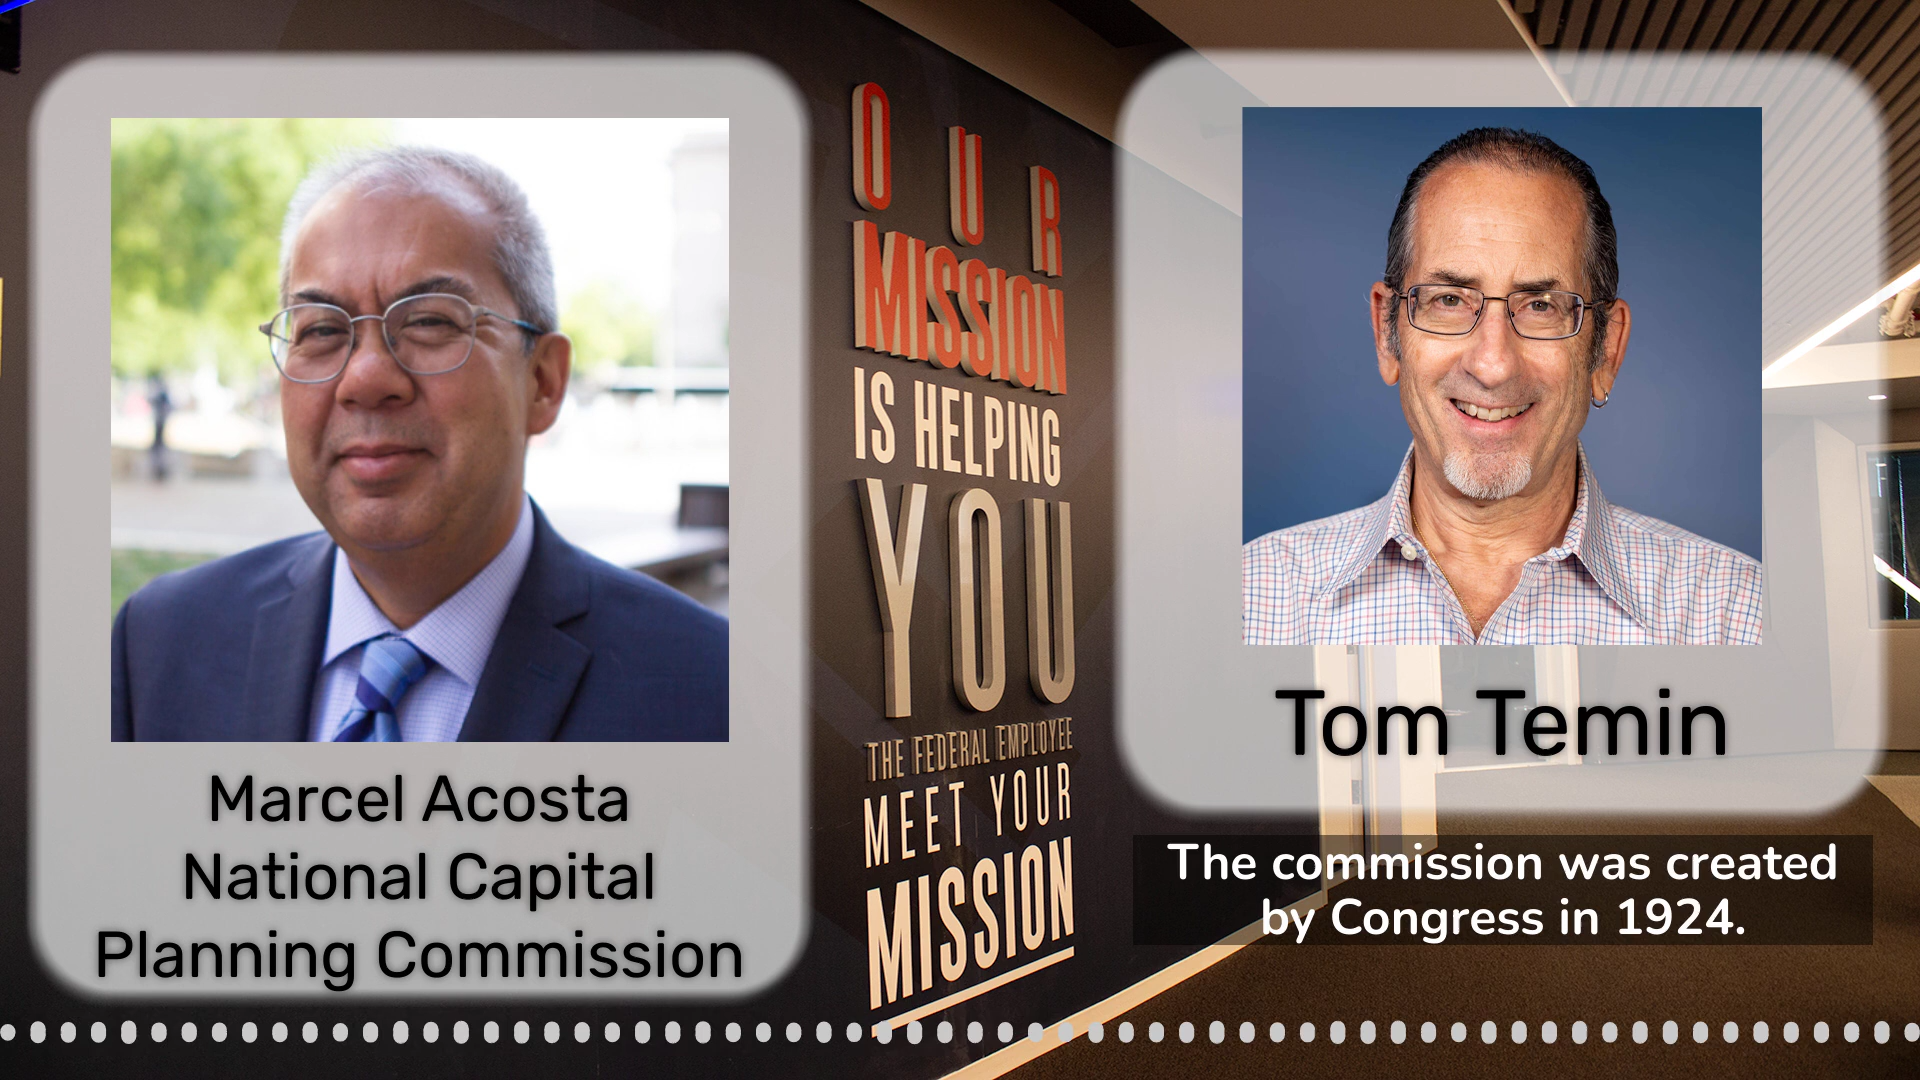 Marcel Acosta
National Capital
Planning Commission
OUR
MISSION
IS HELPING
YOU
THE FEDERAL EMPLOYEE
MEET YOUR
MISSION
Tom Temin
The commission was created
by Congress in 1924.